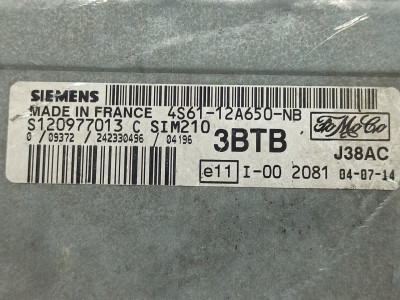 SIEMENS
MADE IN FRANCE 4S61-12A650-NB
S120977013 C SIM210
0 / 09372 / 242330496 / 04196
3BTB
FoMoCo
J38AC
e11 I-00 2081 04-07-14